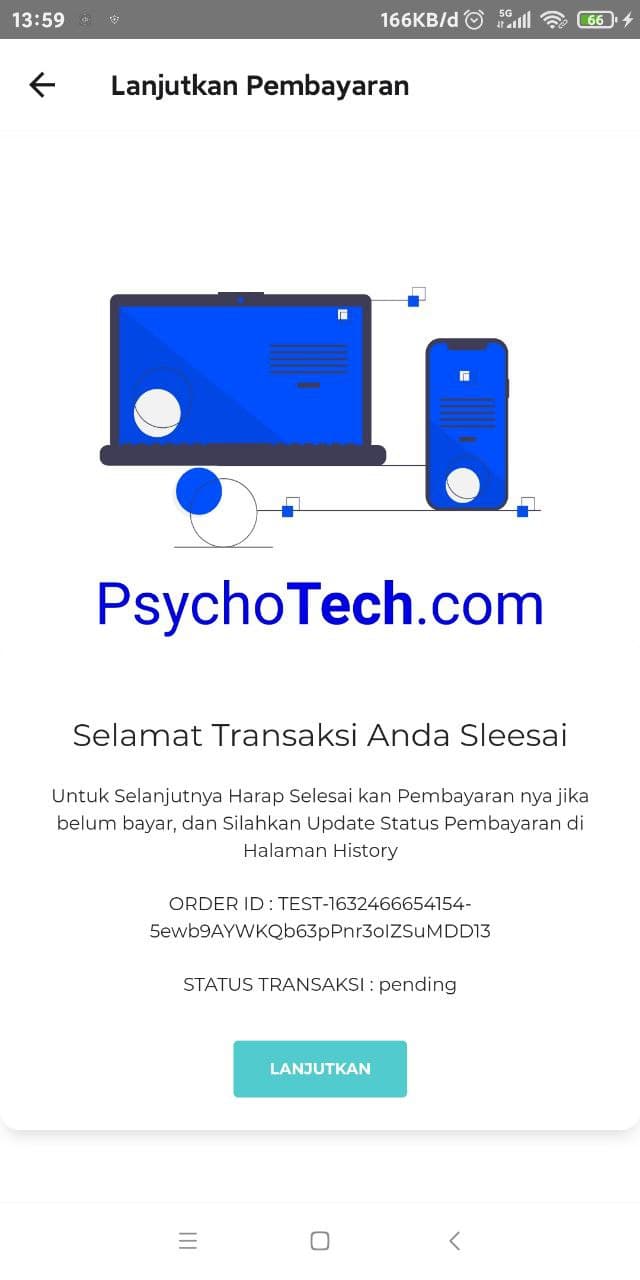 13:59
166KB/d
5G
66
Lanjutkan Pembayaran
PsychoTech.com
Selamat Transaksi Anda Sleesai
Untuk Selanjutnya Harap Selesai kan Pembayaran nya jika
belum bayar, dan Silahkan Update Status Pembayaran di
Halaman History
ORDER ID : TEST-1632466654154-
5ewb9AYWKQb63pPnr3oIZSuMDD13
STATUS TRANSAKSI : pending
LANJUTKAN